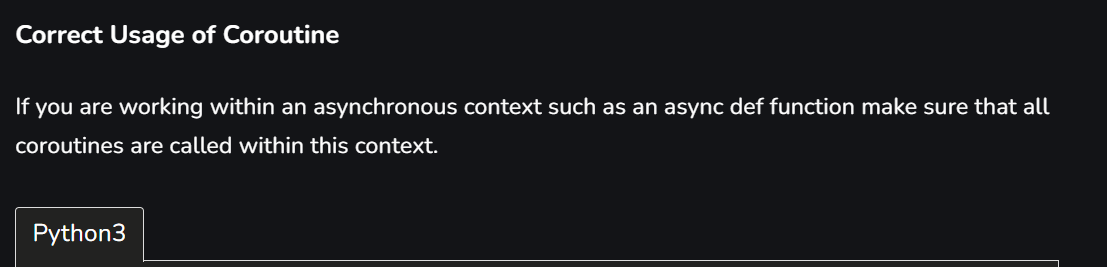 Correct Usage of Coroutine
If you are working within an asynchronous context such as an async def function make sure that all
coroutines are called within this context.
Python3